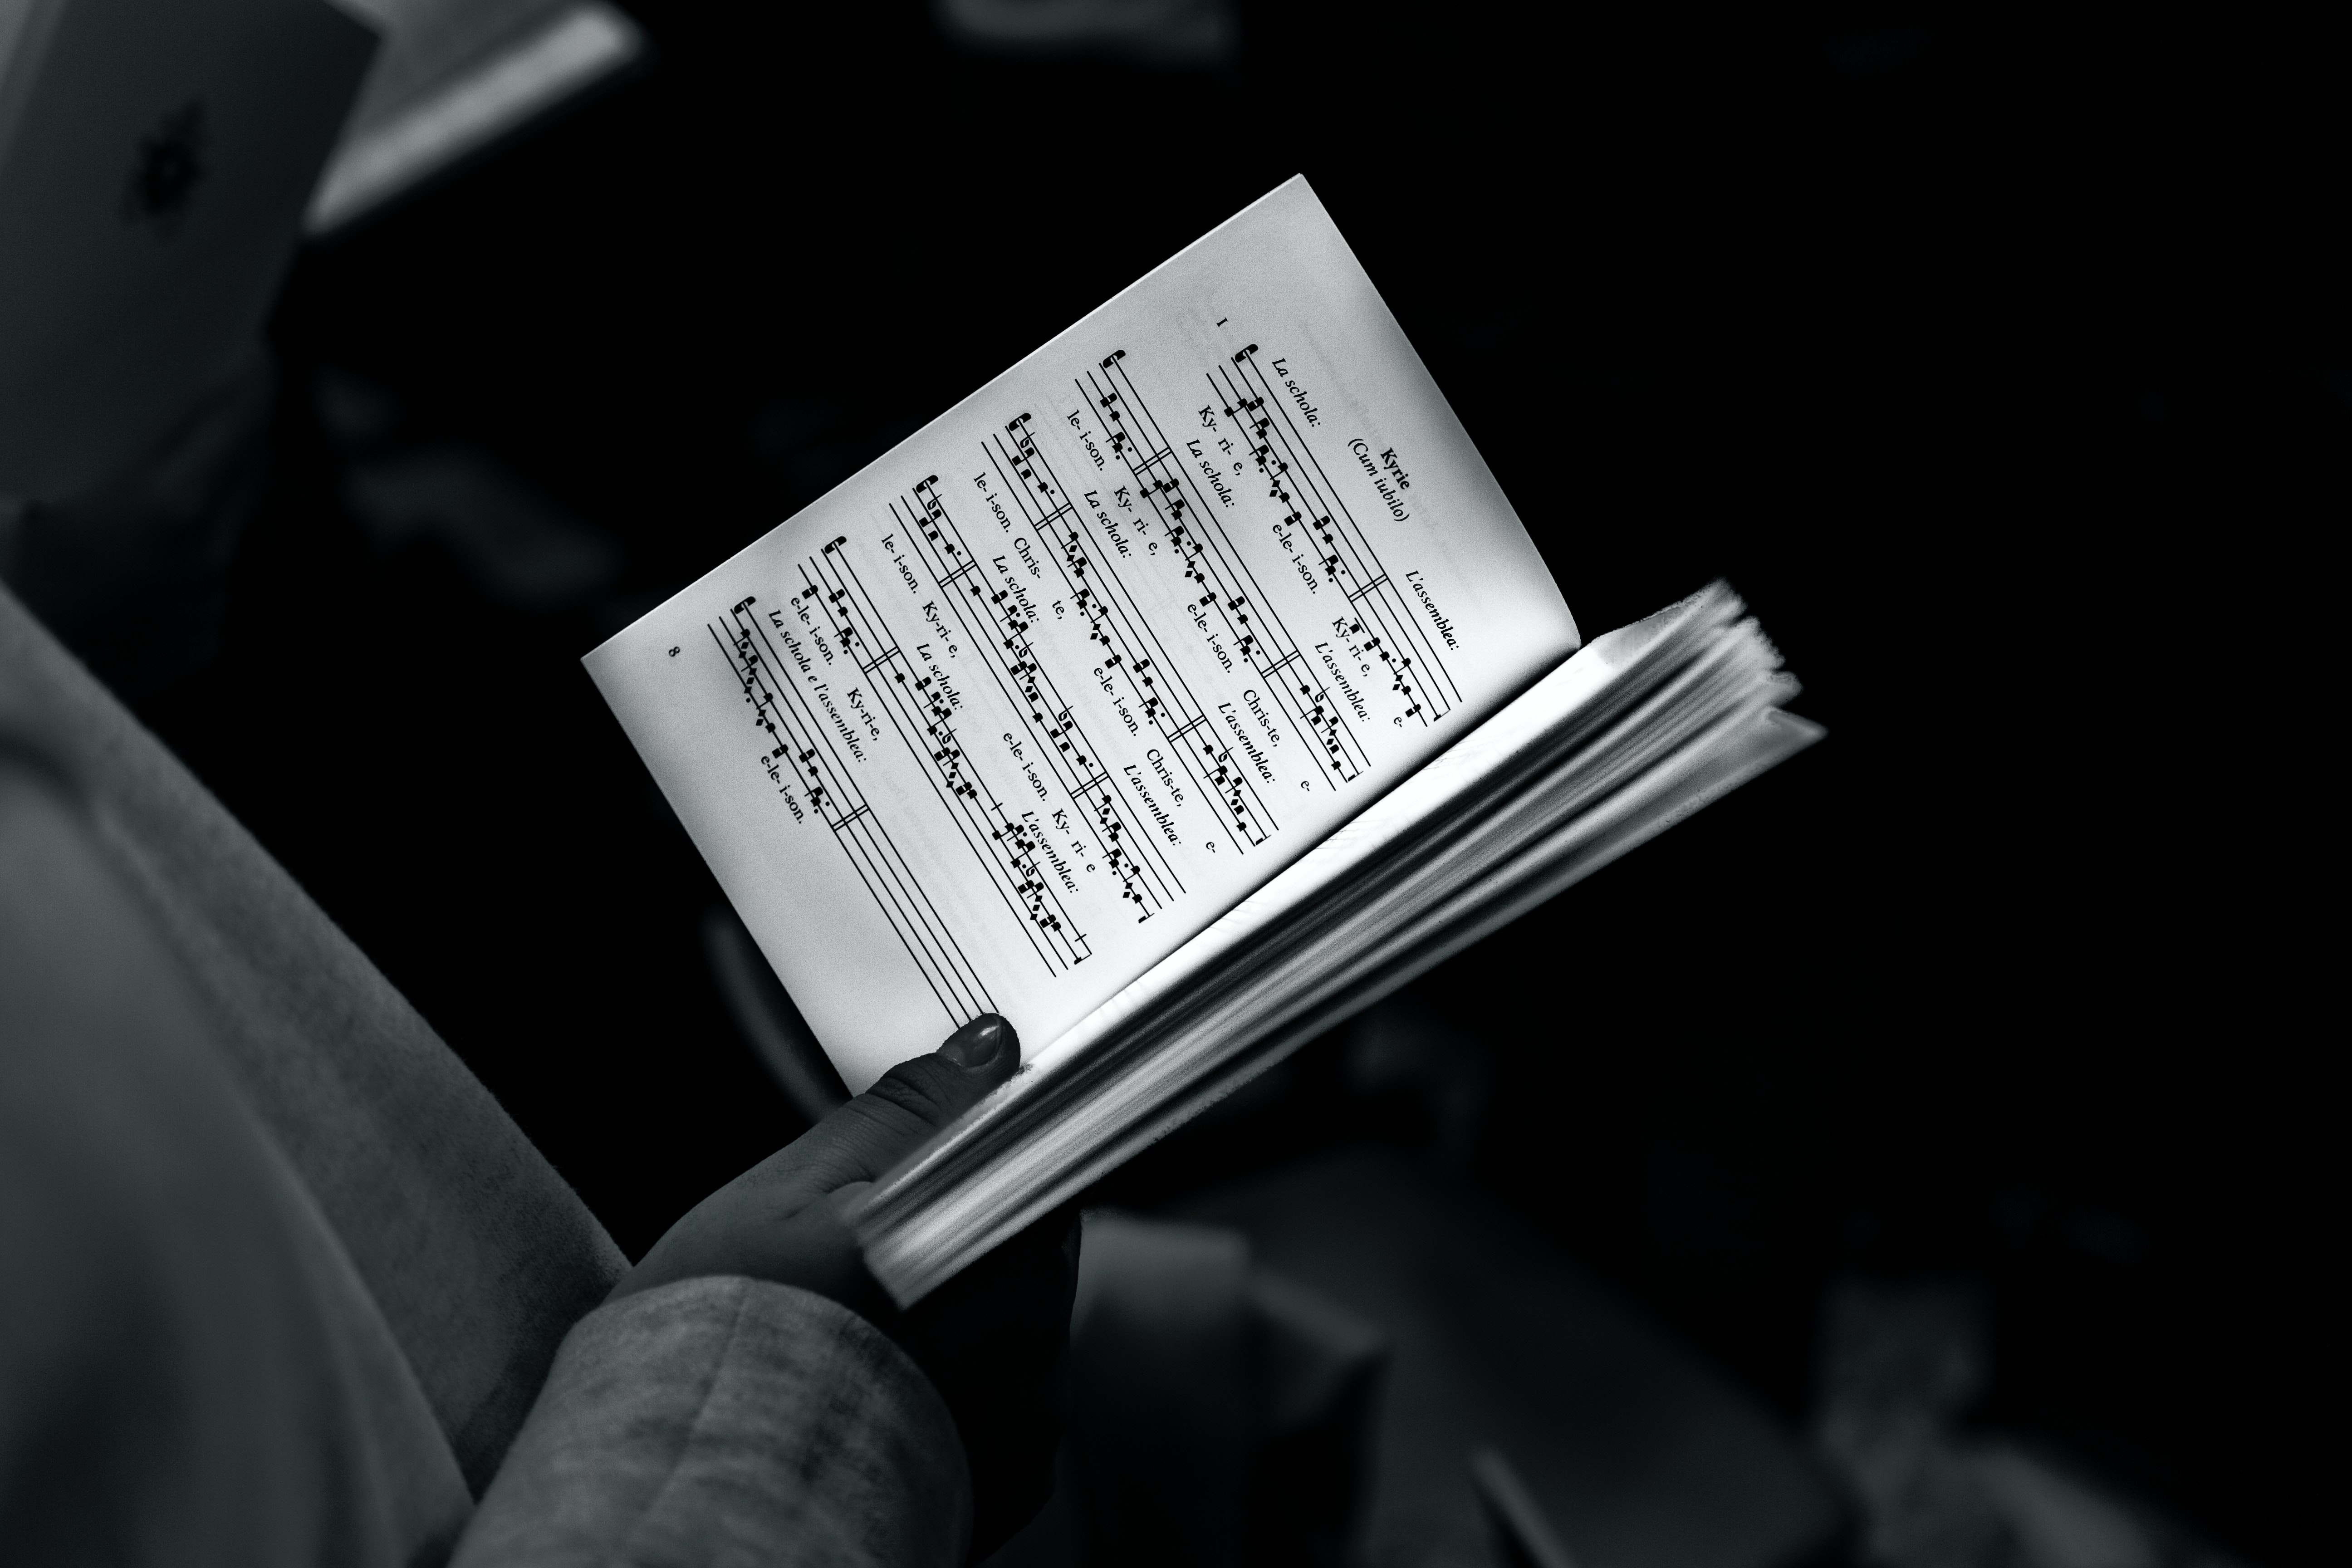 Kyrie
(Cum iubilo)
La schola: L'assemblea:
I
Ky- ri- e, e-le- i-son. Ky-ri-e, e-
La schola: L'assemblea:
le- i-son. Ky- ri- e, e-le- i-son. Chris-te, e-
La schola: L'assemblea:
le- i-son. Chris- te, e-le- i-son. Chris-te, e-
La schola: L'assemblea:
le- i-son. Ky-ri-e, e-le- i-son. Ky- ri- e
La schola: L'assemblea:
e-le- i-son. Ky-ri-e,
La schola e l'assemblea:
e-le- i-son.
8